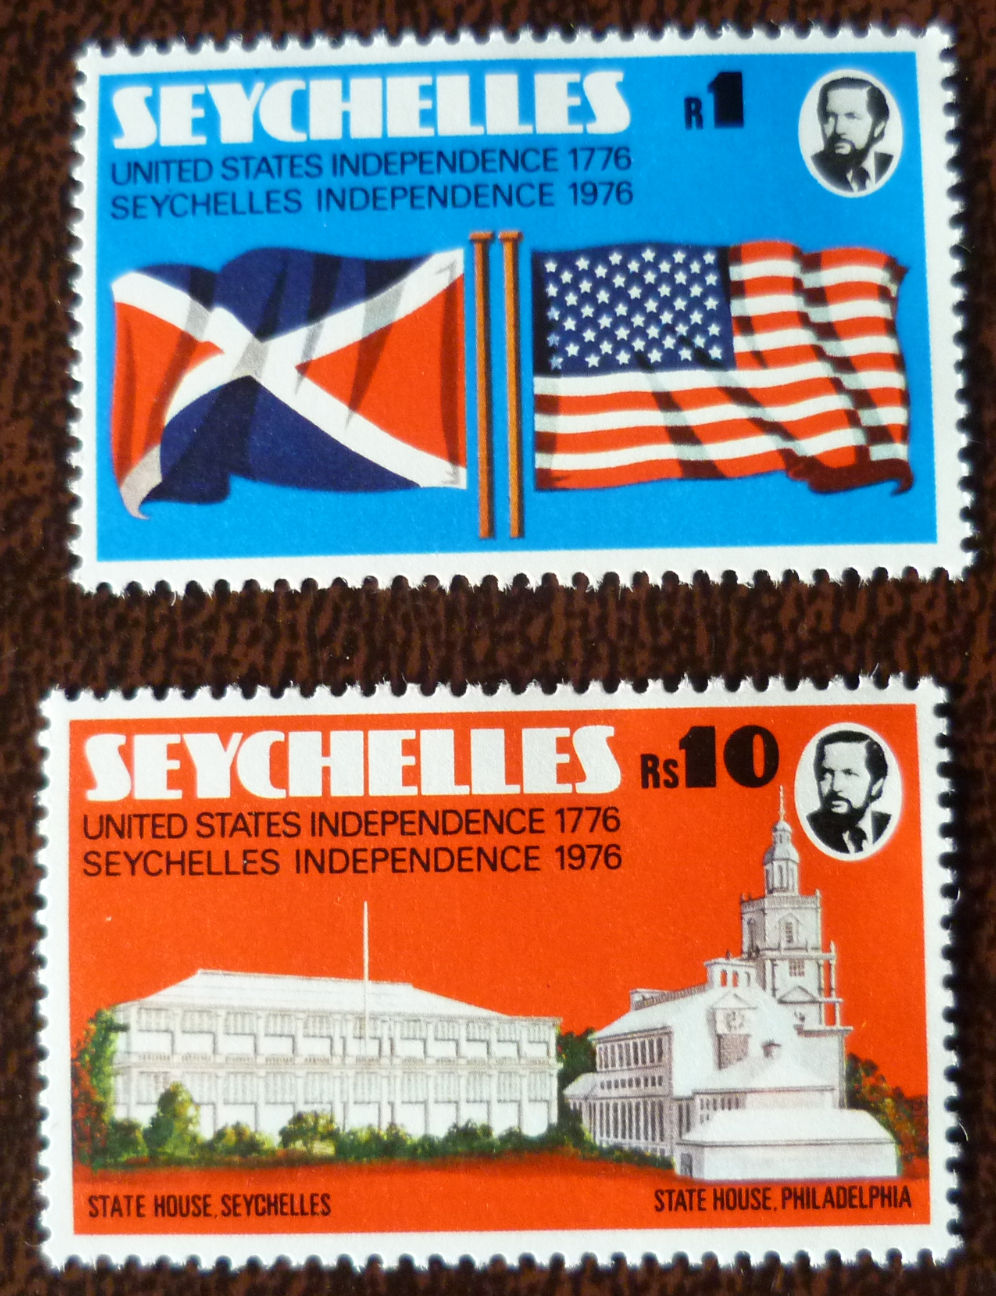 SEYCHELLES R1
UNITED STATES INDEPENDENCE 1776
SEYCHELLES INDEPENDENCE 1976
SEYCHELLES Rs10
UNITED STATES INDEPENDENCE 1776
SEYCHELLES INDEPENDENCE 1976
STATE HOUSE, SEYCHELLES
STATE HOUSE, PHILADELPHIA